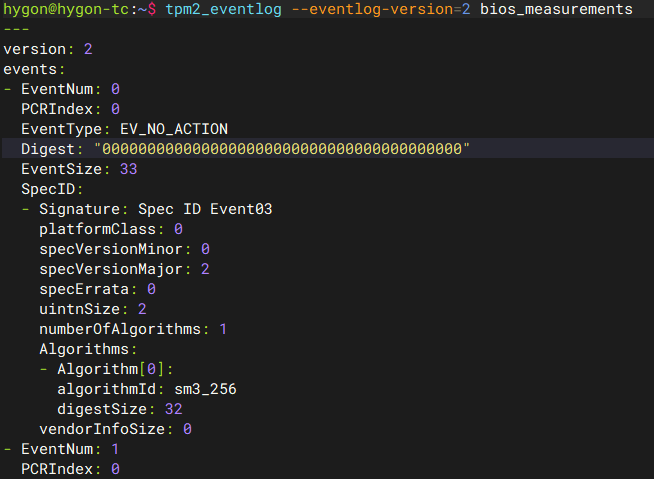 hygon@hygon-tc:~$ tpm2_eventlog --eventlog-version=2 bios_measurements
---
version: 2
events:
- EventNum: 0
  PCRIndex: 0
  EventType: EV_NO_ACTION
  Digest: "0000000000000000000000000000000000000000"
  EventSize: 33
  SpecID:
  - Signature: Spec ID Event03
    platformClass: 0
    specVersionMinor: 0
    specVersionMajor: 2
    specErrata: 0
    uintnSize: 2
    numberOfAlgorithms: 1
    Algorithms:
    - Algorithm[0]:
      algorithmId: sm3_256
      digestSize: 32
    vendorInfoSize: 0
- EventNum: 1
  PCRIndex: 0